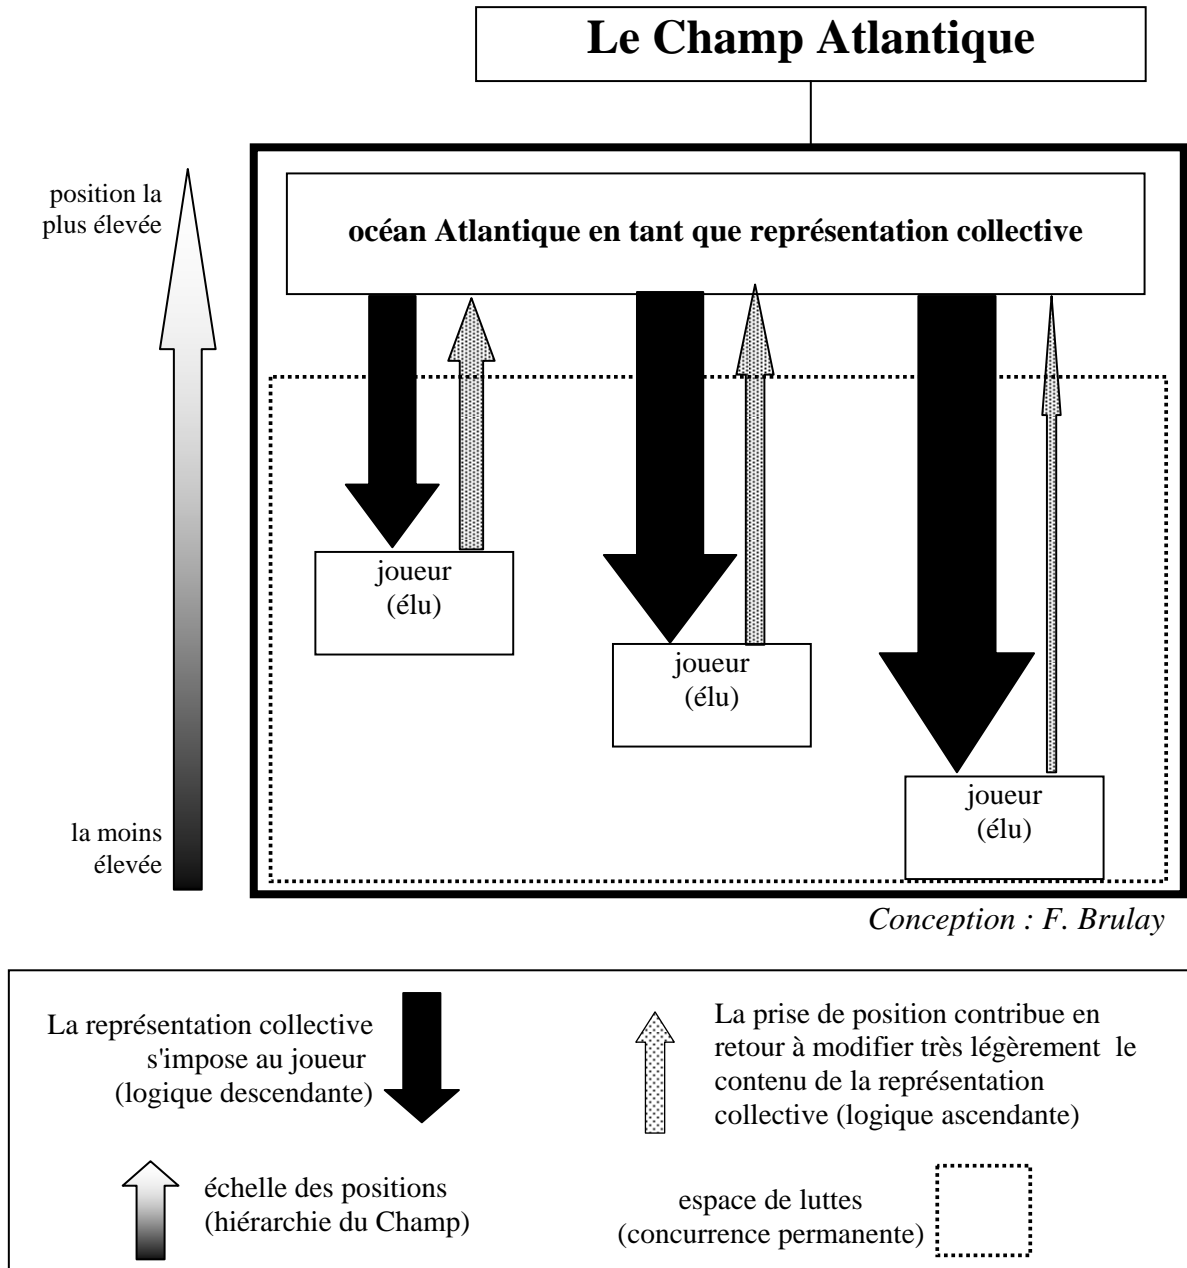 Le Champ Atlantique
position la
plus élevée
océan Atlantique en tant que représentation collective
joueur
(élu)
joueur
(élu)
joueur
(élu)
la moins
élevée
Conception : F. Brulay
La représentation collective
s'impose au joueur
(logique descendante)
La prise de position contribue en
retour à modifier très légèrement le
contenu de la représentation
collective (logique ascendante)
échelle des positions
(hiérarchie du Champ)
espace de luttes
(concurrence permanente)